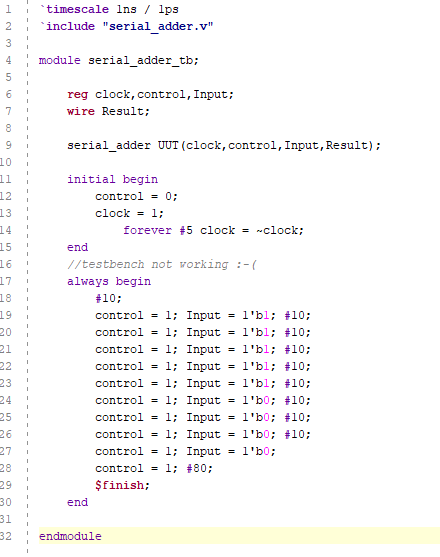 1 `timescale 1ns / 1ps
2 `include "serial_adder.v"
3
4 module serial_adder_tb;
5
6 reg clock,control,Input;
7 wire Result;
8
9 serial_adder UUT(clock,control,Input,Result);
10
11 initial begin
12 control = 0;
13 clock = 1;
14 forever #5 clock = ~clock;
15 end
16 //testbench not working :-(
17 always begin
18 #10;
19 control = 1; Input = 1'b1; #10;
20 control = 1; Input = 1'b1; #10;
21 control = 1; Input = 1'b1; #10;
22 control = 1; Input = 1'b1; #10;
23 control = 1; Input = 1'b1; #10;
24 control = 1; Input = 1'b0; #10;
25 control = 1; Input = 1'b0; #10;
26 control = 1; Input = 1'b0; #10;
27 control = 1; Input = 1'b0;
28 control = 1; #80;
29 $finish;
30 end
31
32 endmodule